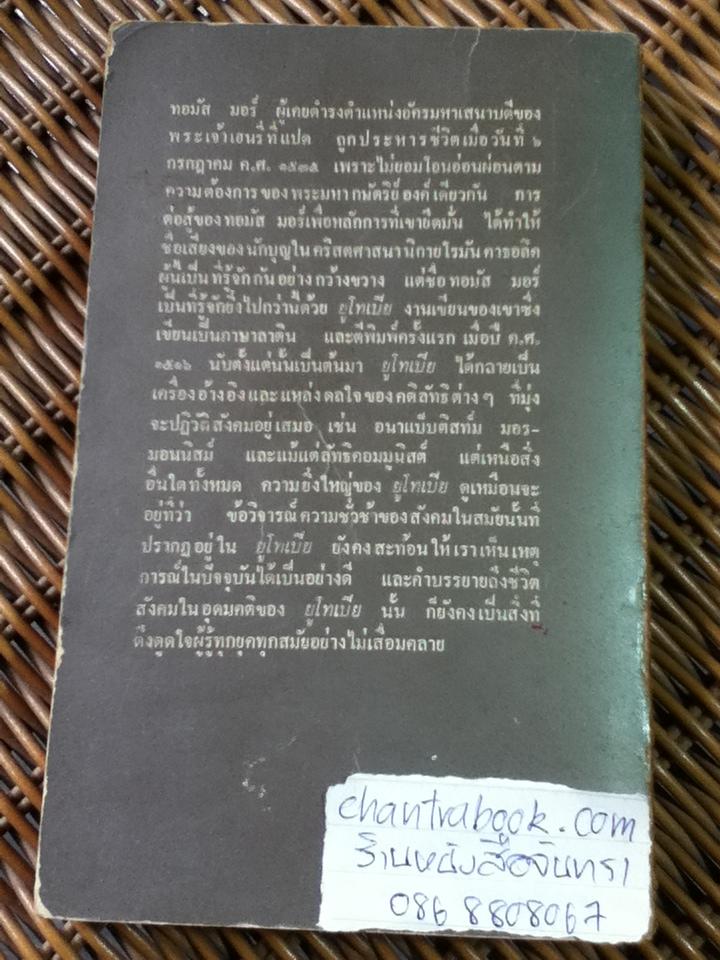 ทอมัส มอร์ ผู้เคยดำรงตำแหน่งอัครมหาเสนาบดีของ
พระเจ้าเฮนรี่ที่แปด ถูกประหารชีวิตเมื่อวันที่ ๖
กรกฎาคม ค.ศ. ๑๕๓๕ เพราะไม่ยอมโอนอ่อนผ่อนตาม
ความต้องการของพระมหากษัตริย์องค์เดียวกัน การ
ต่อสู้ของทอมัส มอร์เพื่อหลักการที่เขายึดมั่น ได้ทำให้
ชื่อเสียงของนักบุญในคริสตศาสนานิกายโรมันคาธอลิค
ผู้นี้เป็นที่รู้จักกันอย่างกว้างขวาง แต่ชื่อทอมัส มอร์
เป็นที่รู้จักยิ่งไปกว่านี้ด้วย ยูโทเบีย งานเขียนของเขาซึ่ง
เขียนเป็นภาษาลาติน และตีพิมพ์ครั้งแรก เมื่อปี ค.ศ.
๑๕๑๖ นับตั้งแต่นั้นเป็นต้นมา ยูโทเบีย ได้กลายเป็น
เครื่องอ้างอิงและแหล่งดลใจของคติลัทธิต่างๆ ที่มุ่ง
จะปฏิวัติสังคมอยู่เสมอ เช่น อนาแบ็บติสท์ม มอร-
มอนนิสม์ และแม้แต่ลัทธิคอมมูนิสต์ แต่เหนือสิ่ง
อื่นใดทั้งหมด ความยิ่งใหญ่ของ ยูโทเบีย ดูเหมือนจะ
อยู่ที่ว่า ข้อวิจารณ์ความชั่วช้าของสังคมในสมัยนั้นที่
ปรากฏอยู่ใน ยูโทเบีย ยังคงสะท้อนให้เราเห็นเหตุ
การณ์ในปัจจุบันได้เป็นอย่างดี และคำบรรยายถึงชีวิต
สังคมในอุดมคติของ ยูโทเบีย นั้น ก็ยังคงเป็นสิ่งที่
ดึงดูดใจผู้รู้ทุกยุคทุกสมัยอย่างไม่เสื่อมคลาย
chantrabook.com
ร้านหนังสือจันทรา
086 8808067